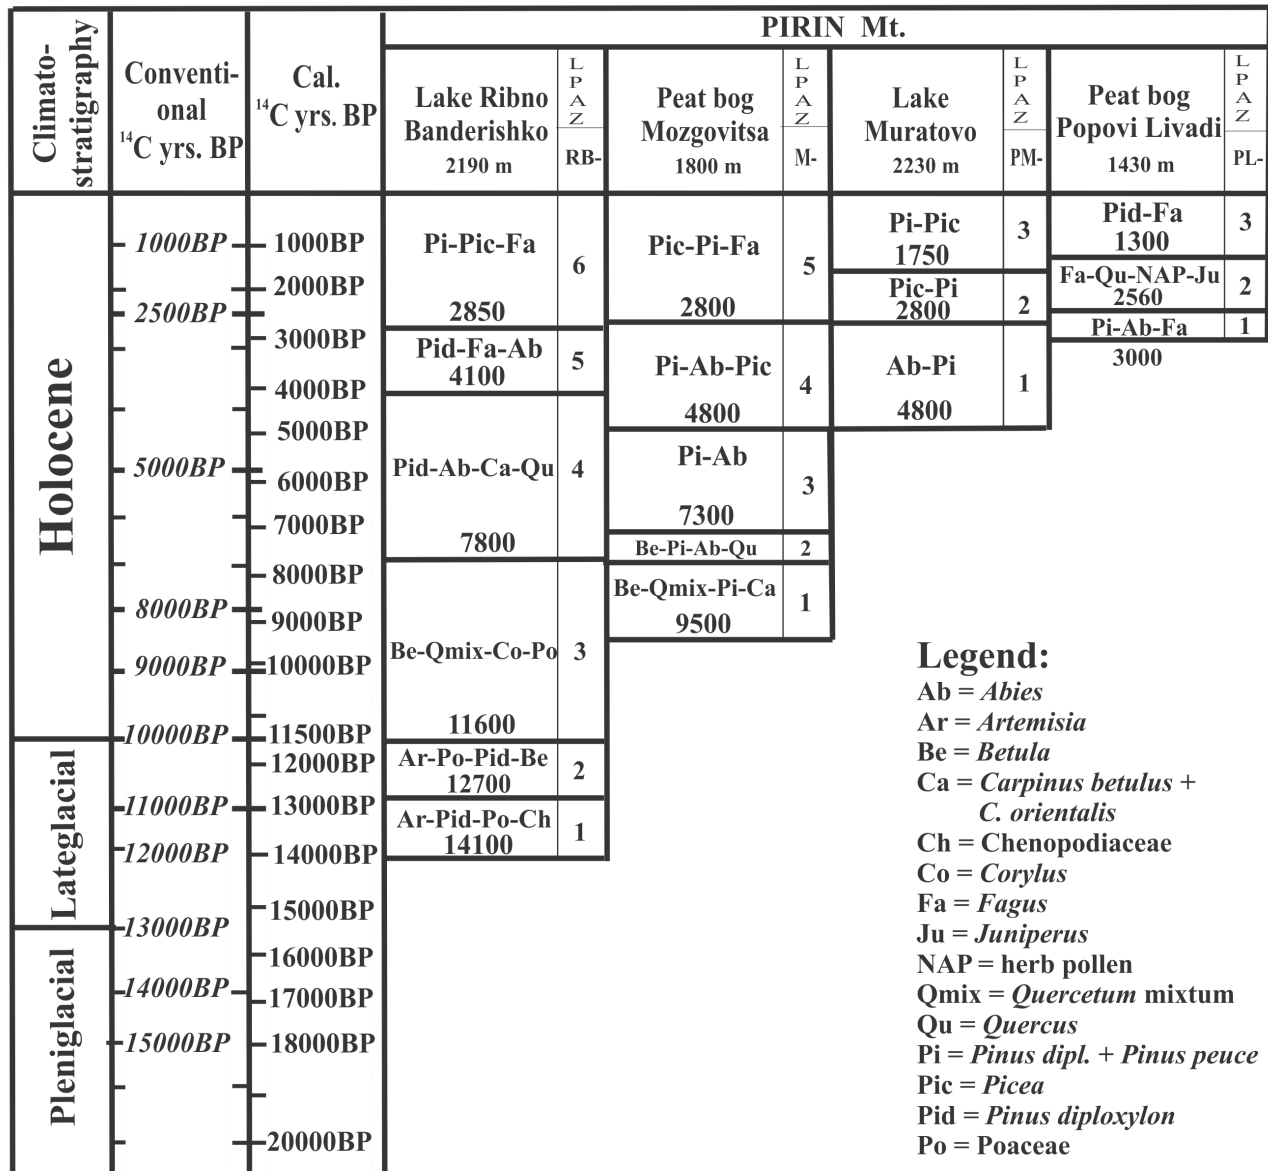 PIRIN Mt.
Climato-
stratigraphy
Conventi-
onal
¹⁴C yrs. BP
Cal.
¹⁴C yrs. BP
Lake Ribno
Banderishko
2190 m
LPAZ
RB-
Peat bog
Mozgovitsa
1800 m
LPAZ
M-
Lake
Muratovo
2230 m
LPAZ
PM-
Peat bog
Popovi Livadi
1430 m
LPAZ
PL-
Holocene
Lateglacial
Pleniglacial
1000BP
2500BP
5000BP
8000BP
9000BP
10000BP
11000BP
12000BP
13000BP
14000BP
15000BP
1000BP
2000BP
3000BP
4000BP
5000BP
6000BP
7000BP
8000BP
9000BP
10000BP
11500BP
12000BP
13000BP
14000BP
15000BP
16000BP
17000BP
18000BP
20000BP
Pi-Pic-Fa
6
2850
Pid-Fa-Ab
5
4100
Pid-Ab-Ca-Qu
4
7800
Be-Qmix-Co-Po
3
11600
Ar-Po-Pid-Be
2
12700
Ar-Pid-Po-Ch
1
14100
Pic-Pi-Fa
5
2800
Pi-Ab-Pic
4
4800
Pi-Ab
3
7300
Be-Pi-Ab-Qu
2
Be-Qmix-Pi-Ca
1
9500
Pi-Pic
3
1750
Pic-Pi
2
2800
Ab-Pi
1
4800
Pid-Fa
3
1300
Fa-Qu-NAP-Ju
2
2560
Pi-Ab-Fa
1
3000
Legend:
Ab = Abies
Ar = Artemisia
Be = Betula
Ca = Carpinus betulus +
C. orientalis
Ch = Chenopodiaceae
Co = Corylus
Fa = Fagus
Ju = Juniperus
NAP = herb pollen
Qmix = Quercetum mixtum
Qu = Quercus
Pi = Pinus dipl. + Pinus peuce
Pic = Picea
Pid = Pinus diploxylon
Po = Poaceae